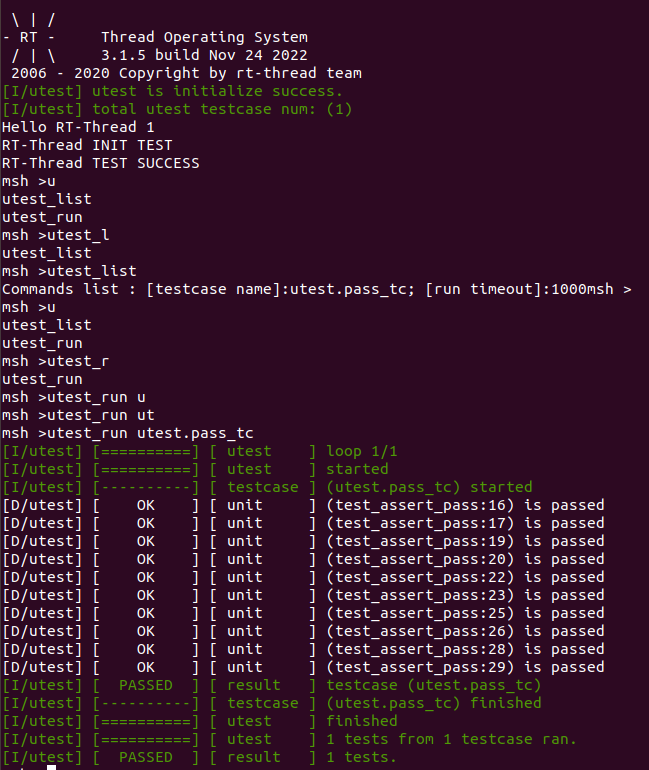 \ | /
- RT -     Thread Operating System
 / | \     3.1.5 build Nov 24 2022
 2006 - 2020 Copyright by rt-thread team
[I/utest] utest is initialize success.
[I/utest] total utest testcase num: (1)
Hello RT-Thread 1
RT-Thread INIT TEST
RT-Thread TEST SUCCESS
msh >u
utest_list
utest_run
msh >utest_l
utest_list
msh >utest_list
Commands list : [testcase name]:utest.pass_tc; [run timeout]:1000msh >
msh >u
utest_list
utest_run
msh >utest_r
utest_run
msh >utest_run u
msh >utest_run ut
msh >utest_run utest.pass_tc
[I/utest] [==========] [ utest    ] loop 1/1
[I/utest] [==========] [ utest    ] started
[I/utest] [----------] [ testcase ] (utest.pass_tc) started
[D/utest] [    OK    ] [ unit     ] (test_assert_pass:16) is passed
[D/utest] [    OK    ] [ unit     ] (test_assert_pass:17) is passed
[D/utest] [    OK    ] [ unit     ] (test_assert_pass:19) is passed
[D/utest] [    OK    ] [ unit     ] (test_assert_pass:20) is passed
[D/utest] [    OK    ] [ unit     ] (test_assert_pass:22) is passed
[D/utest] [    OK    ] [ unit     ] (test_assert_pass:23) is passed
[D/utest] [    OK    ] [ unit     ] (test_assert_pass:25) is passed
[D/utest] [    OK    ] [ unit     ] (test_assert_pass:26) is passed
[D/utest] [    OK    ] [ unit     ] (test_assert_pass:28) is passed
[D/utest] [    OK    ] [ unit     ] (test_assert_pass:29) is passed
[I/utest] [  PASSED  ] [ result   ] testcase (utest.pass_tc)
[I/utest] [----------] [ testcase ] (utest.pass_tc) finished
[I/utest] [==========] [ utest    ] finished
[I/utest] [==========] [ utest    ] 1 tests from 1 testcase ran.
[I/utest] [  PASSED  ] [ result   ] 1 tests.